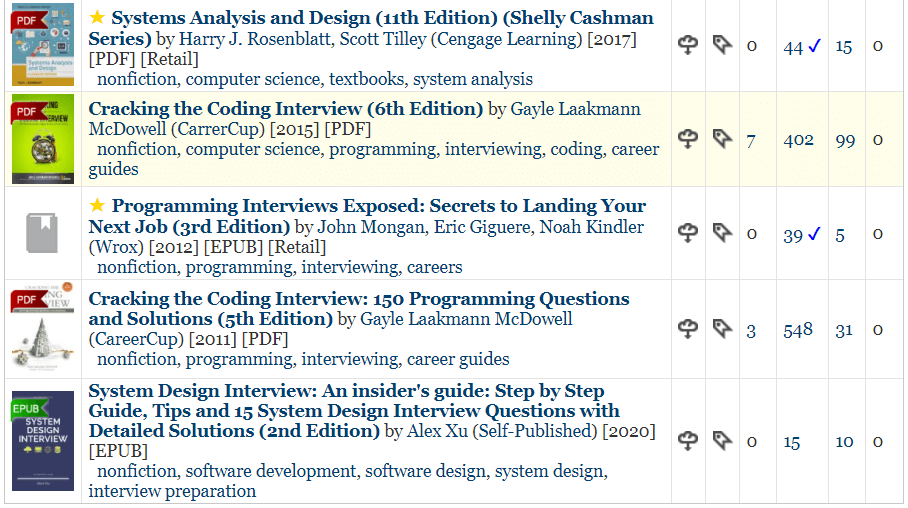 PDF
Systems Analysis and Design
★ Systems Analysis and Design (11th Edition) (Shelly Cashman
Series) by Harry J. Rosenblatt, Scott Tilley (Cengage Learning) [2017]
[PDF] [Retail]
nonfiction, computer science, textbooks, system analysis
0 44 ✓ 15 0
PDF
Cracking the Coding Interview (6th Edition) by Gayle Laakmann
McDowell (CarrerCup) [2015] [PDF]
nonfiction, computer science, programming, interviewing, coding, career
guides
7 402 99 0
★ Programming Interviews Exposed: Secrets to Landing Your
Next Job (3rd Edition) by John Mongan, Eric Giguere, Noah Kindler
(Wrox) [2012] [EPUB] [Retail]
nonfiction, programming, interviewing, careers
0 39 ✓ 5 0
PDF
Cracking the Coding Interview: 150 Programming Questions
and Solutions (5th Edition) by Gayle Laakmann McDowell
(CareerCup) [2011] [PDF]
nonfiction, programming, interviewing, career guides
3 548 31 0
EPUB
SYSTEM
DESIGN
INTERVIEW
System Design Interview: An insider's guide: Step by Step
Guide, Tips and 15 System Design Interview Questions with
Detailed Solutions (2nd Edition) by Alex Xu (Self-Published) [2020]
[EPUB]
nonfiction, software development, software design, system design,
interview preparation
0 15 10 0